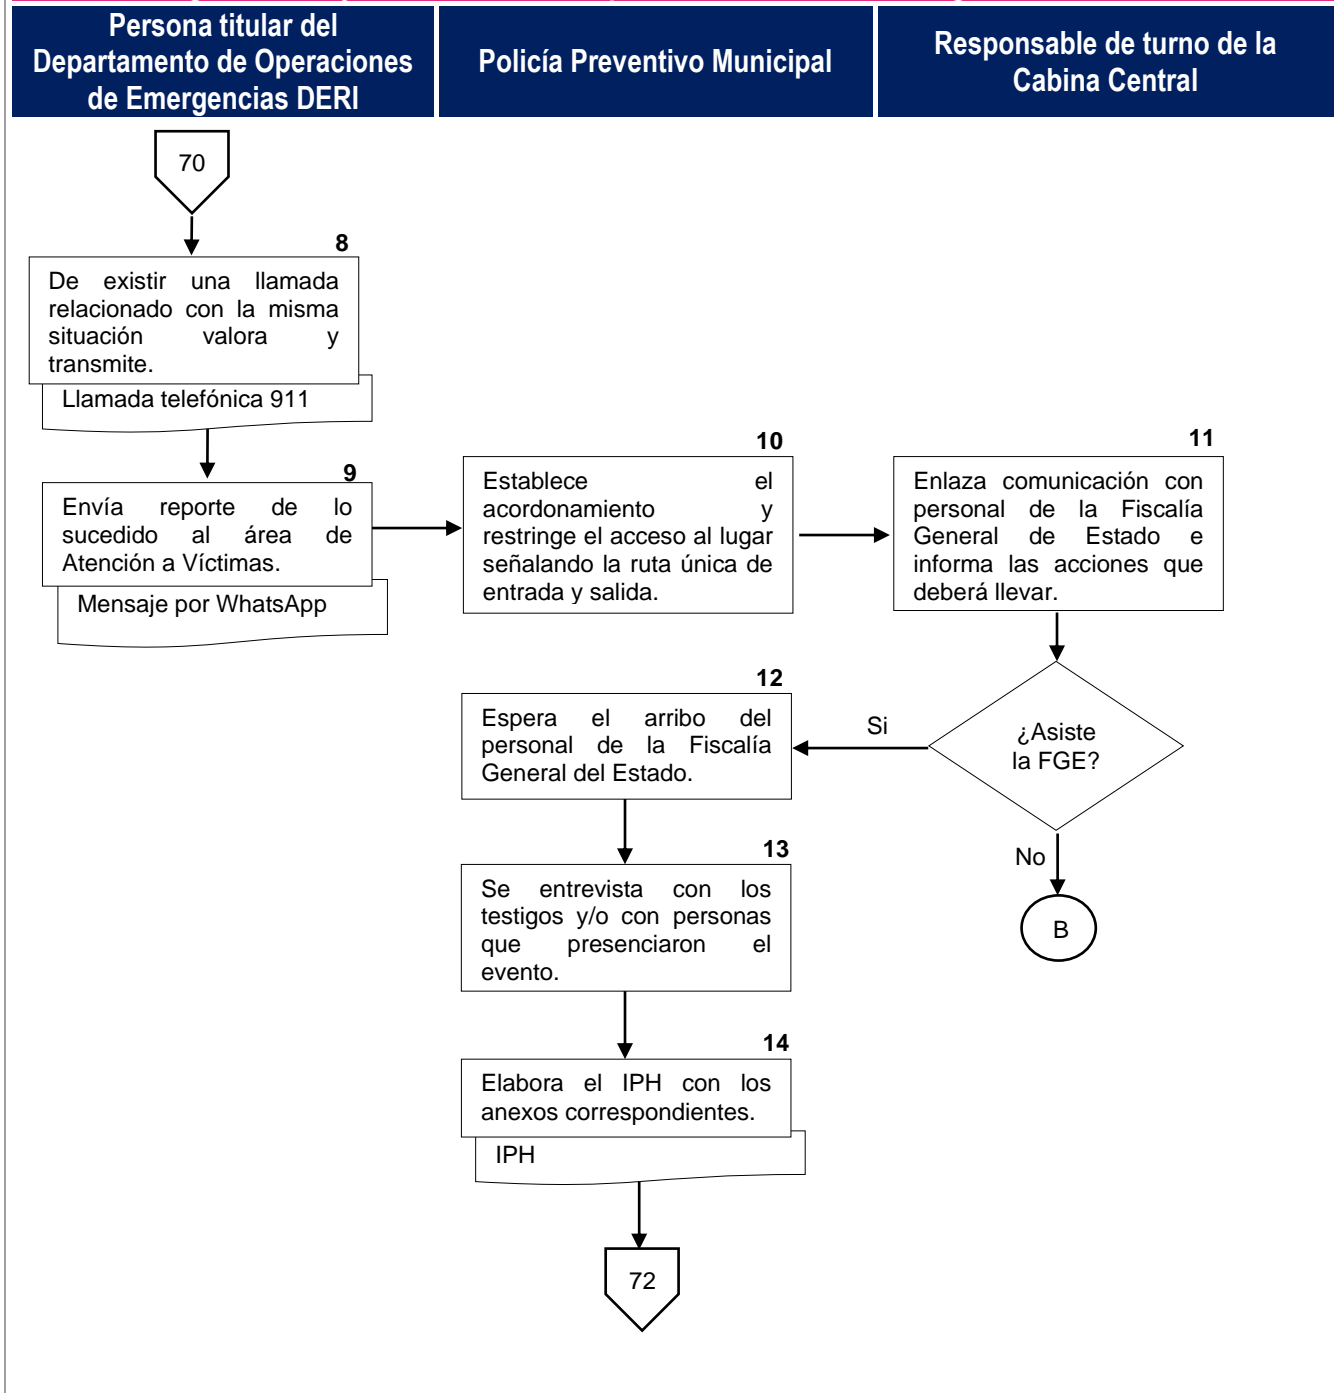 Persona titular del
Departamento de Operaciones
de Emergencias DERI
Policía Preventivo Municipal
Responsable de turno de la
Cabina Central
70
8
De existir una llamada
relacionado con la misma
situación valora y
transmite.
Llamada telefónica 911
9
Envía reporte de lo
sucedido al área de
Atención a Víctimas.
Mensaje por WhatsApp
10
Establece el
acordonamiento y
restringe el acceso al lugar
señalando la ruta única de
entrada y salida.
11
Enlaza comunicación con
personal de la Fiscalía
General de Estado e
informa las acciones que
deberá llevar.
¿Asiste
la FGE?
Si
No
B
12
Espera el arribo del
personal de la Fiscalía
General del Estado.
13
Se entrevista con los
testigos y/o con personas
que presenciaron el
evento.
14
Elabora el IPH con los
anexos correspondientes.
IPH
72